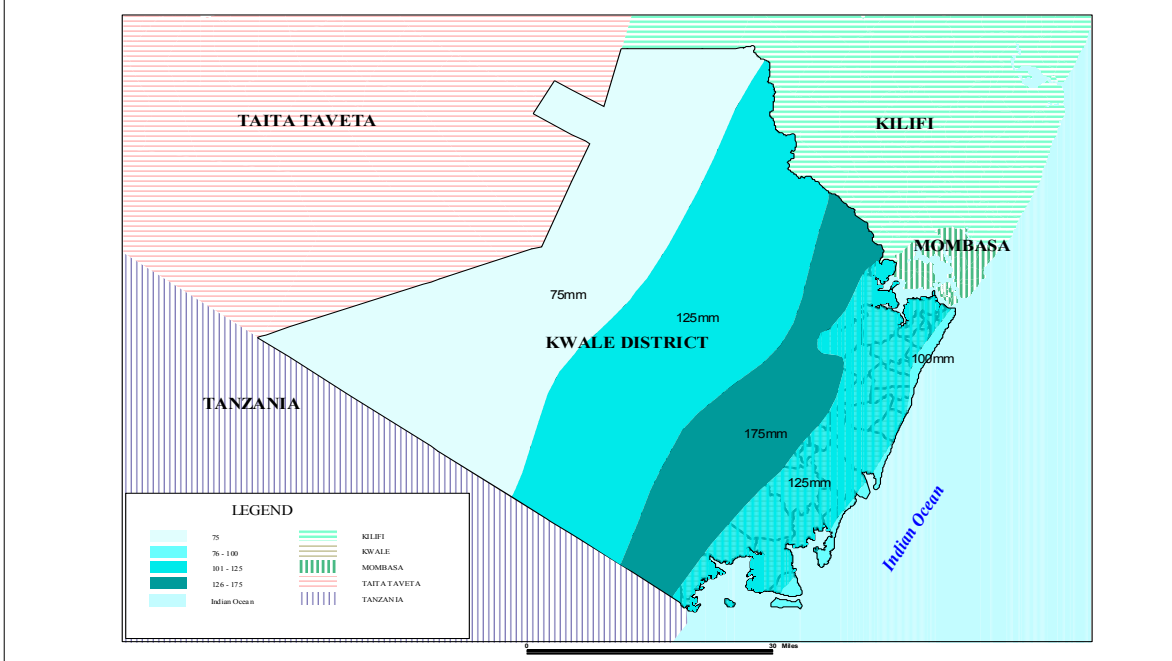 TAITA TAVETA
KILIFI
MOMBASA
75mm
125mm
KWALE DISTRICT
100mm
TANZANIA
175mm
125mm
Indian Ocean
LEGEND
75
76 - 100
101 - 125
126 - 175
Indian Ocean
KILIFI
KWALE
MOMBASA
TAITA TAVETA
TANZANIA
0 30 Miles